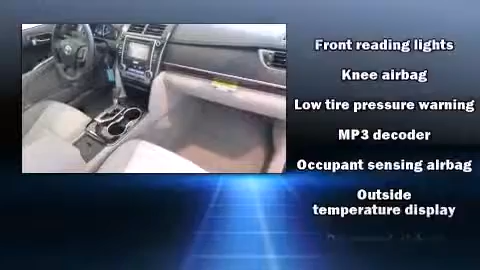 Front reading lights
Knee airbag
Low tire pressure warning
MP3 decoder
Occupant sensing airbag
Outside
temperature display